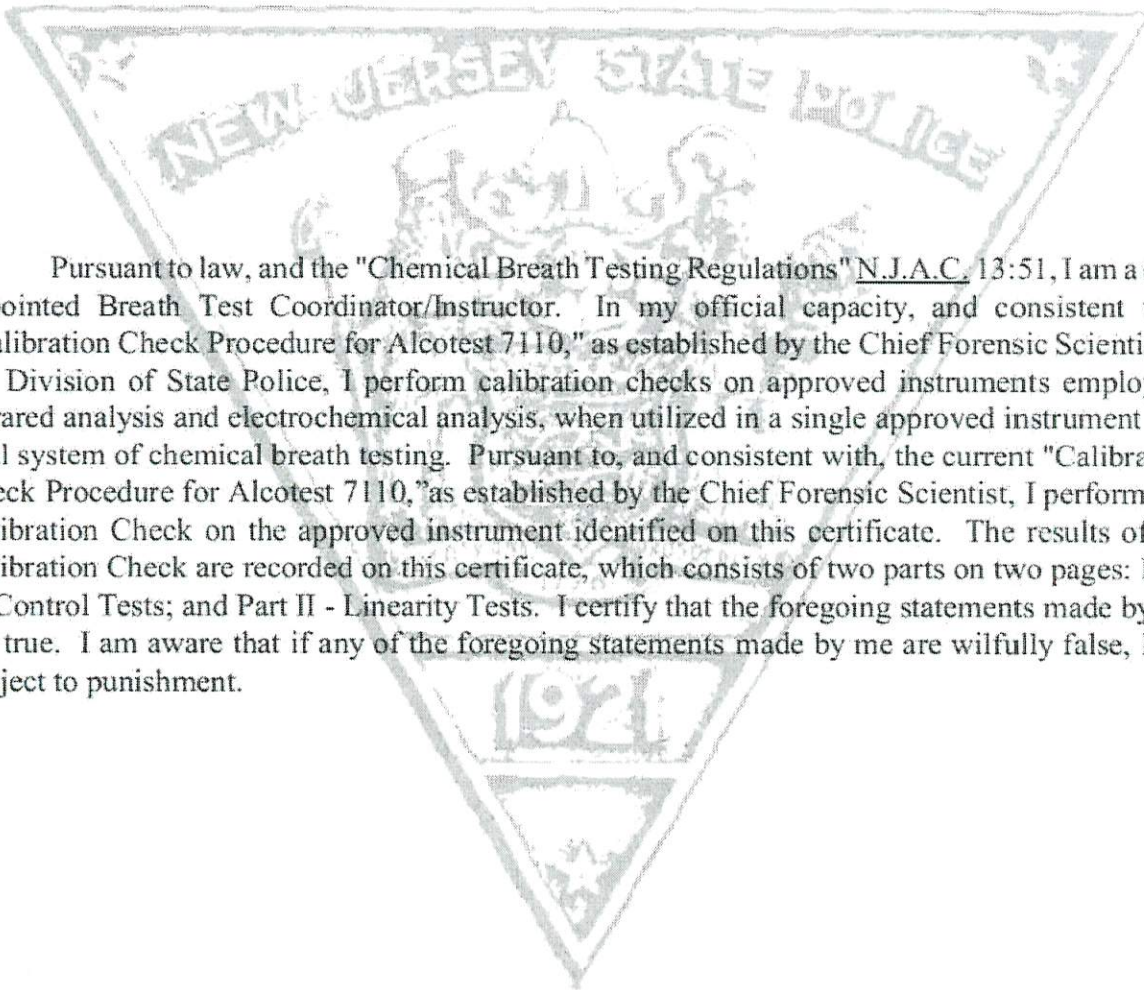 NEW JERSEY STATE POLICE
Pursuant to law, and the "Chemical Breath Testing Regulations" N.J.A.C. 13:51, I am a
ointed Breath Test Coordinator/Instructor. In my official capacity, and consistent
libration Check Procedure for Alcotest 7110," as established by the Chief Forensic Scienti
Division of State Police, I perform calibration checks on approved instruments emplo
ared analysis and electrochemical analysis, when utilized in a single approved instrument
l system of chemical breath testing. Pursuant to, and consistent with, the current "Calibra
eck Procedure for Alcotest 7110,"as established by the Chief Forensic Scientist, I perform
ibration Check on the approved instrument identified on this certificate. The results of
ibration Check are recorded on this certificate, which consists of two parts on two pages:
Control Tests; and Part II - Linearity Tests. I certify that the foregoing statements made by
true. I am aware that if any of the foregoing statements made by me are wilfully false,
ject to punishment.
1921